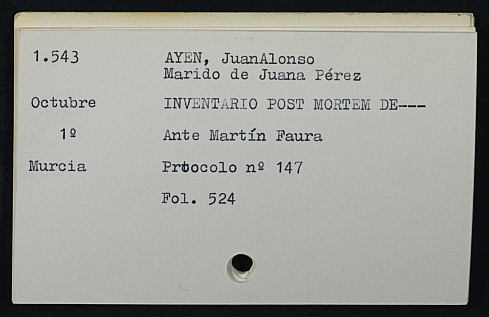 1.543 AYEN, JuanAlonso
Marido de Juana Pérez
Octubre INVENTARIO POST MORTEM DE---
1º Ante Martín Faura
Murcia Protocolo nº 147
Fol. 524